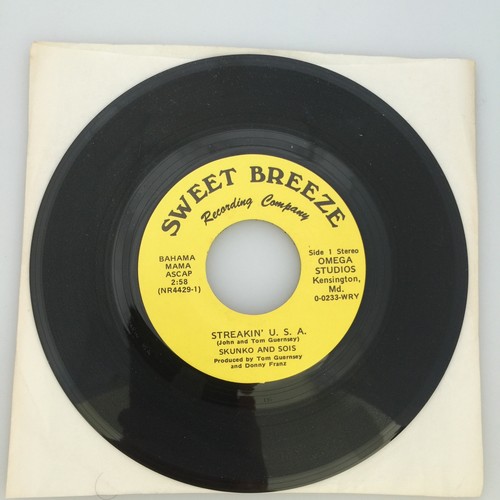 SWEET BREEZE
Recording Company
BAHAMA
MAMA
ASCAP
2:58
(NR4429-1)
Side 1 Stereo
OMEGA
STUDIOS
Kensington,
Md.
0-0233-WRY
STREAKIN' U. S. A.
(John and Tom Guernsey)
SKUNKO AND SOIS
Produced by Tom Guernsey
and Donny Franz